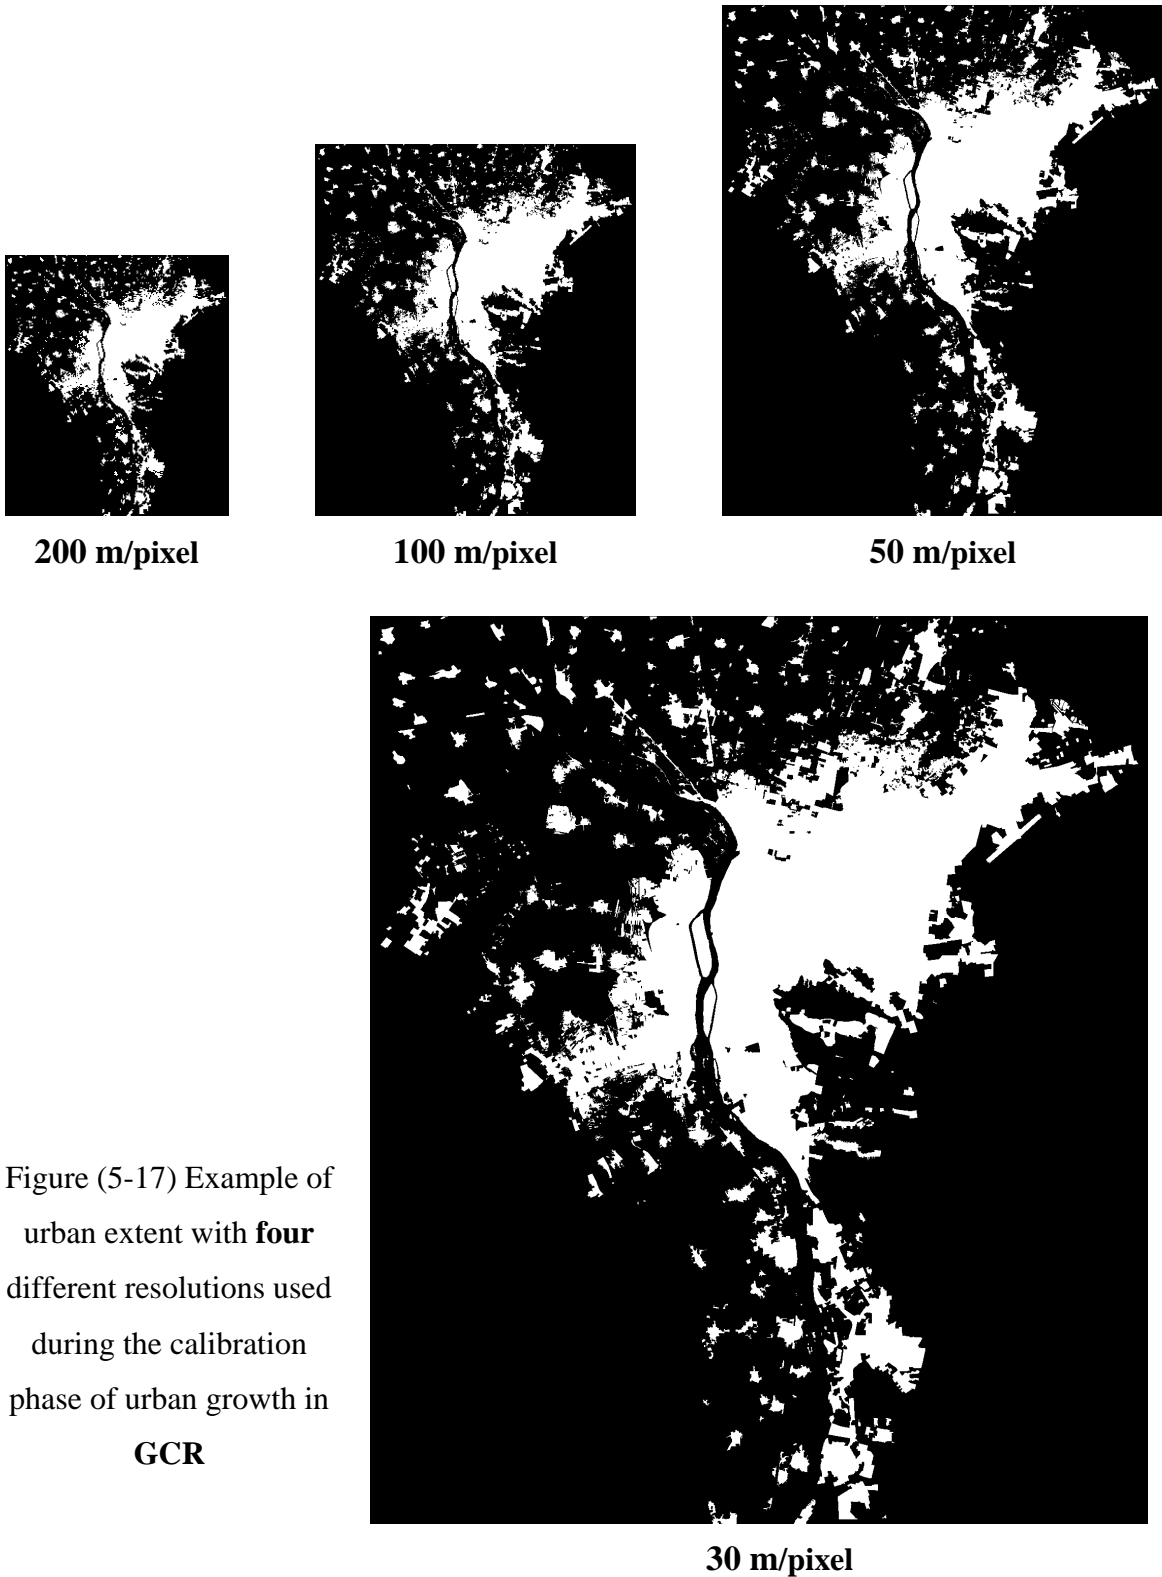 200 m/pixel
100 m/pixel
50 m/pixel
Figure (5-17) Example of
urban extent with four
different resolutions used
during the calibration
phase of urban growth in
GCR
30 m/pixel